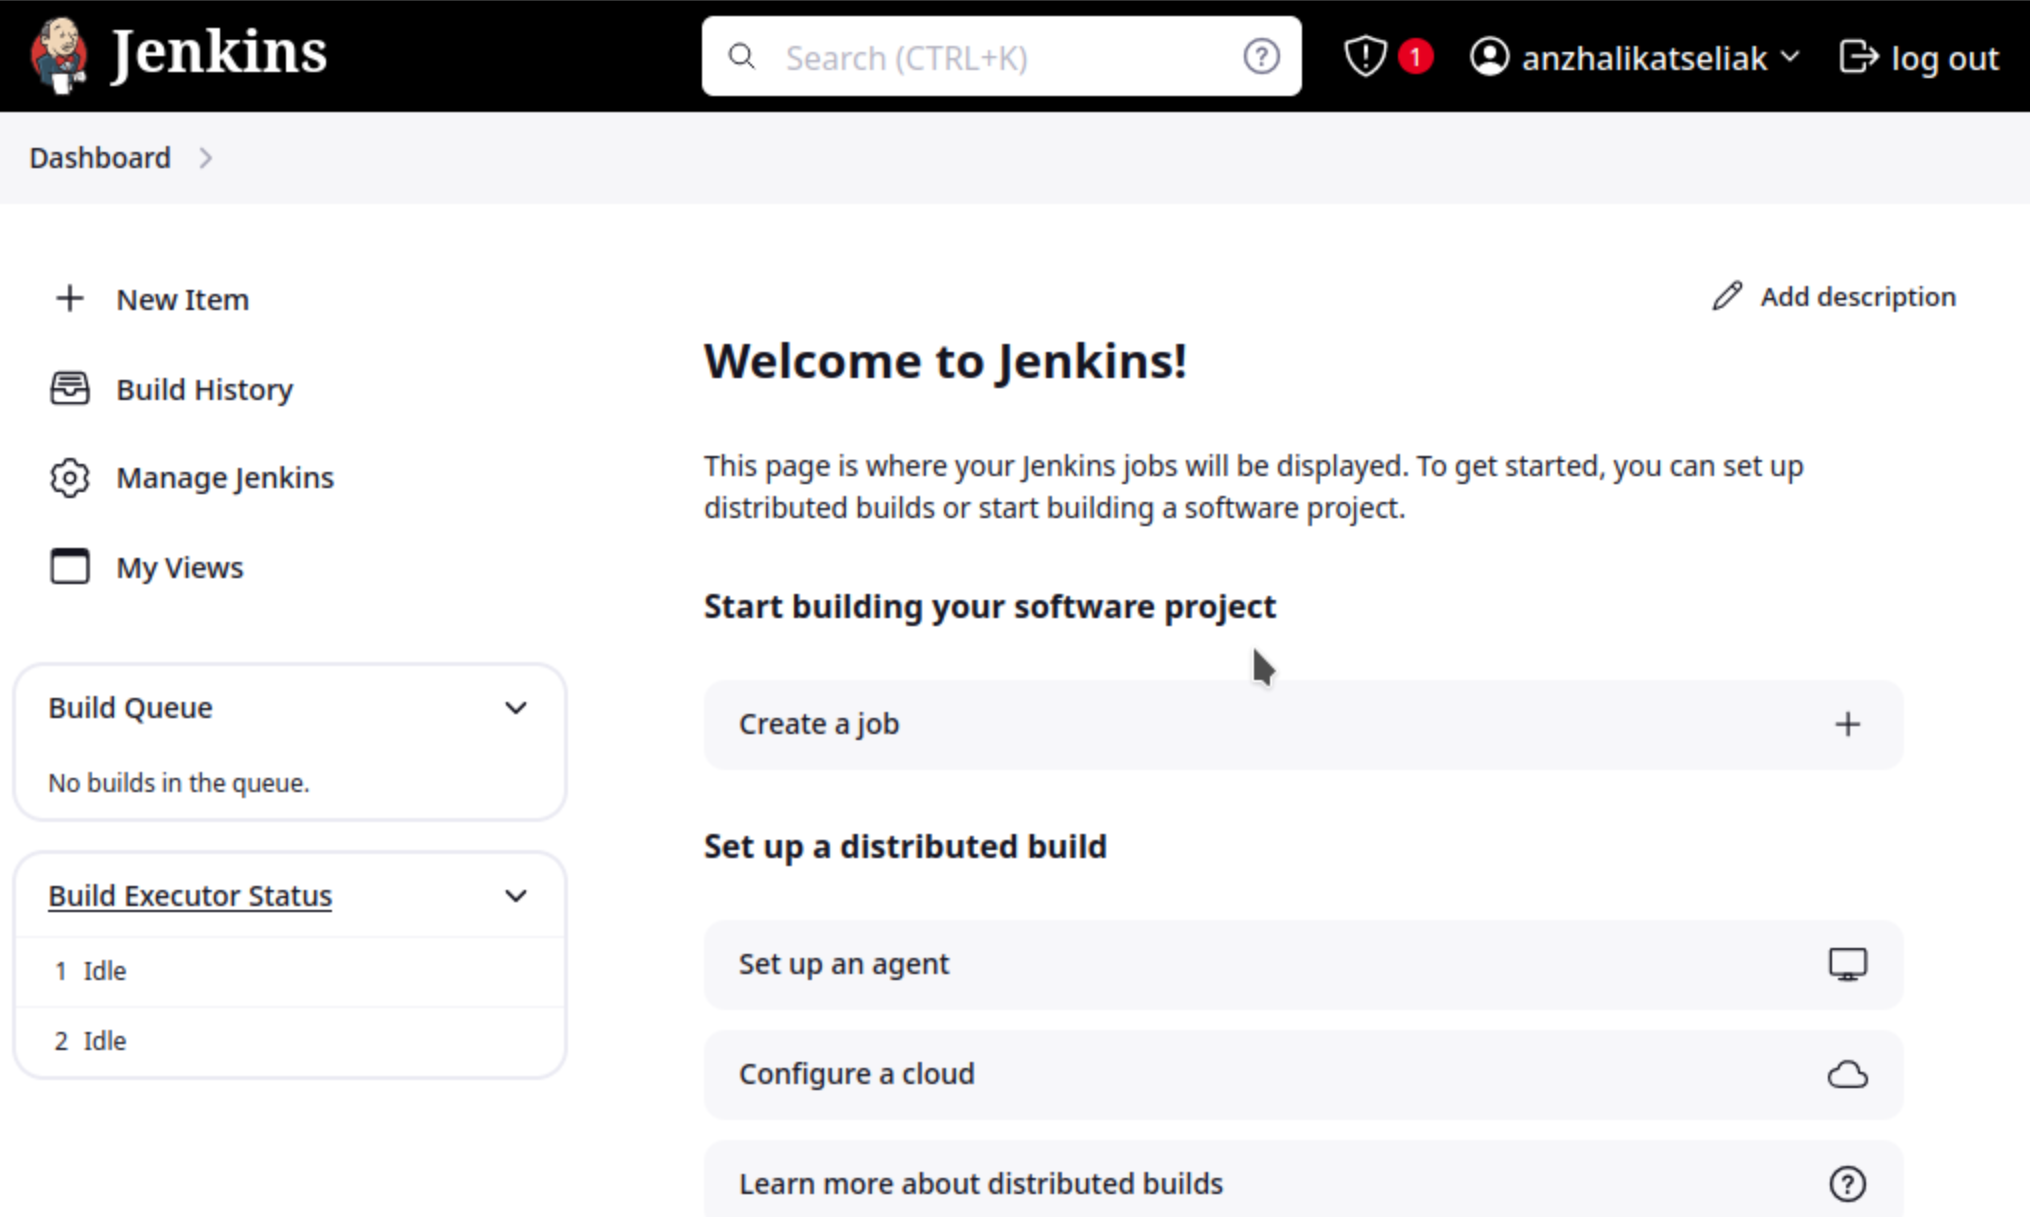 Jenkins
Search (CTRL+K)
1
anzhalikatseliak
log out
Dashboard
New Item
Build History
Manage Jenkins
My Views
Build Queue
No builds in the queue.
Build Executor Status
1 Idle
2 Idle
Add description
Welcome to Jenkins!
This page is where your Jenkins jobs will be displayed. To get started, you can set up
distributed builds or start building a software project.
Start building your software project
Create a job
Set up a distributed build
Set up an agent
Configure a cloud
Learn more about distributed builds